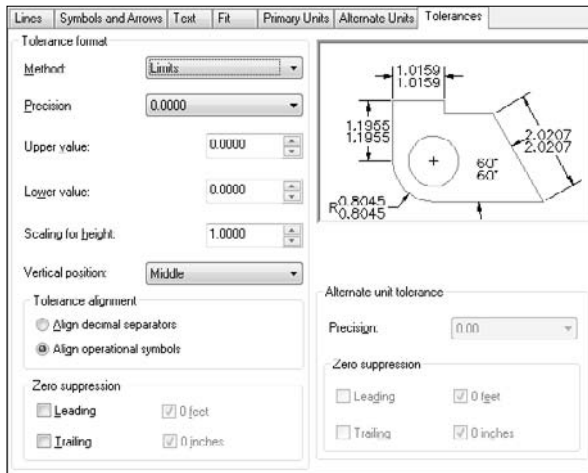 Lines Symbols and Arrows Text Fit Primary Units Alternate Units Tolerances
Tolerance format
Method: Limits
Precision 0.0000
Upper value: 0.0000
Lower value: 0.0000
Scaling for height: 1.0000
Vertical position: Middle
Tolerance alignment
Align decimal separators
Align operational symbols
Zero suppression
Leading 0 feet
Trailing 0 inches
1.0159
1.0159
1.1955
1.1955
2.0207
2.0207
60°
60°
R0.8045
0.8045
Alternate unit tolerance
Precision: 0.00
Zero suppression
Leading 0 feet
Trailing 0 inches